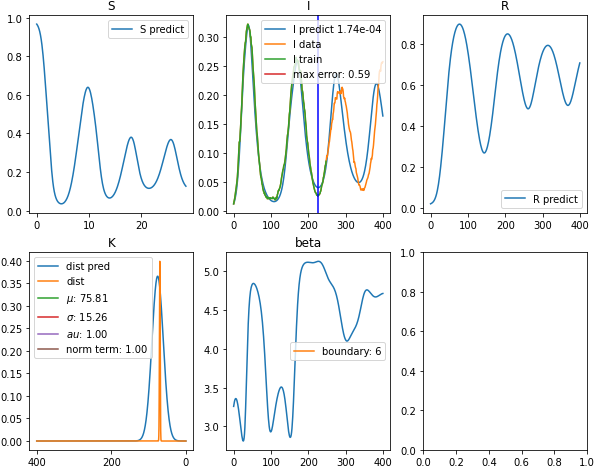 S
I
R
S predict
I predict 1.74e-04
I data
I train
max error: 0.59
R predict
1.0
0.8
0.6
0.4
0.2
0.0
0 10 20
0.30
0.25
0.20
0.15
0.10
0.05
0.00
0 100 200 300 400
0.8
0.6
0.4
0.2
0.0
0 100 200 300 400
K
beta
dist pred
dist
μ: 75.81
σ: 15.26
au: 1.00
norm term: 1.00
boundary: 6
0.40
0.35
0.30
0.25
0.20
0.15
0.10
0.05
0.00
400 200 0
5.0
4.5
4.0
3.5
3.0
0 100 200 300 400
1.0
0.8
0.6
0.4
0.2
0.0
0.0 0.2 0.4 0.6 0.8 1.0